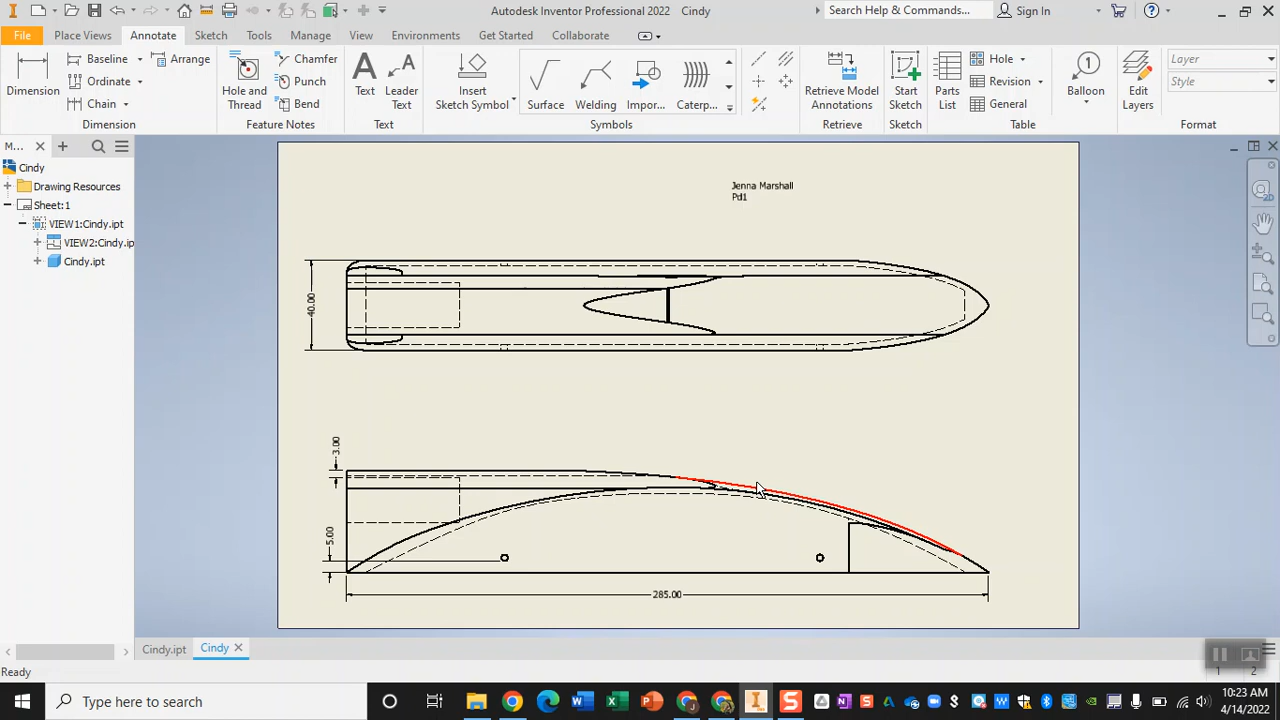 Autodesk Inventor Professional 2022 Cindy
Search Help & Commands...
Sign In
File Place Views Annotate Sketch Tools Manage View Environments Get Started Collaborate
Dimension
Baseline
Ordinate
Chain
Arrange
Dimension
Hole and
Thread
Chamfer
Punch
Bend
Feature Notes
Text
Leader
Text
Text
Insert
Sketch Symbol
Surface
Welding
Impor...
Caterp...
Symbols
Retrieve Model
Annotations
Retrieve
Start
Sketch
Sketch
Parts
List
Hole
Revision
General
Table
Balloon
Edit
Layers
Layer
Style
Format
M...
Cindy
Drawing Resources
Sheet:1
VIEW1:Cindy.ipt
VIEW2:Cindy.ip
Cindy.ipt
Jenna Marshall
Pd1
40.00
3.00
5.00
285.00
Cindy.ipt
Cindy
Ready
1
2
Type here to search
10:23 AM
4/14/2022